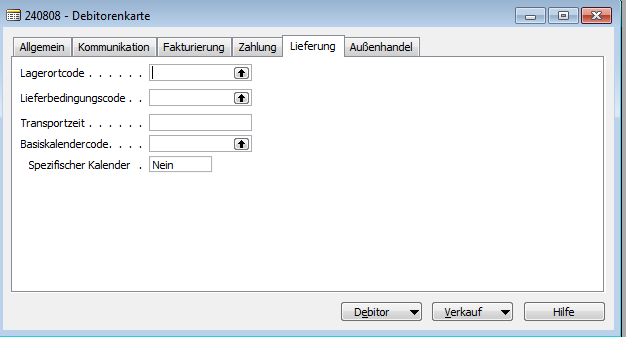 240808 - Debitorenkarte
Allgemein Kommunikation Fakturierung Zahlung Lieferung Außenhandel
Lagerortcode . . . . . .
Lieferbedingungscode . .
Transportzeit . . . . . .
Basiskalendercode. . . .
Spezifischer Kalender . Nein
Debitor Verkauf Hilfe